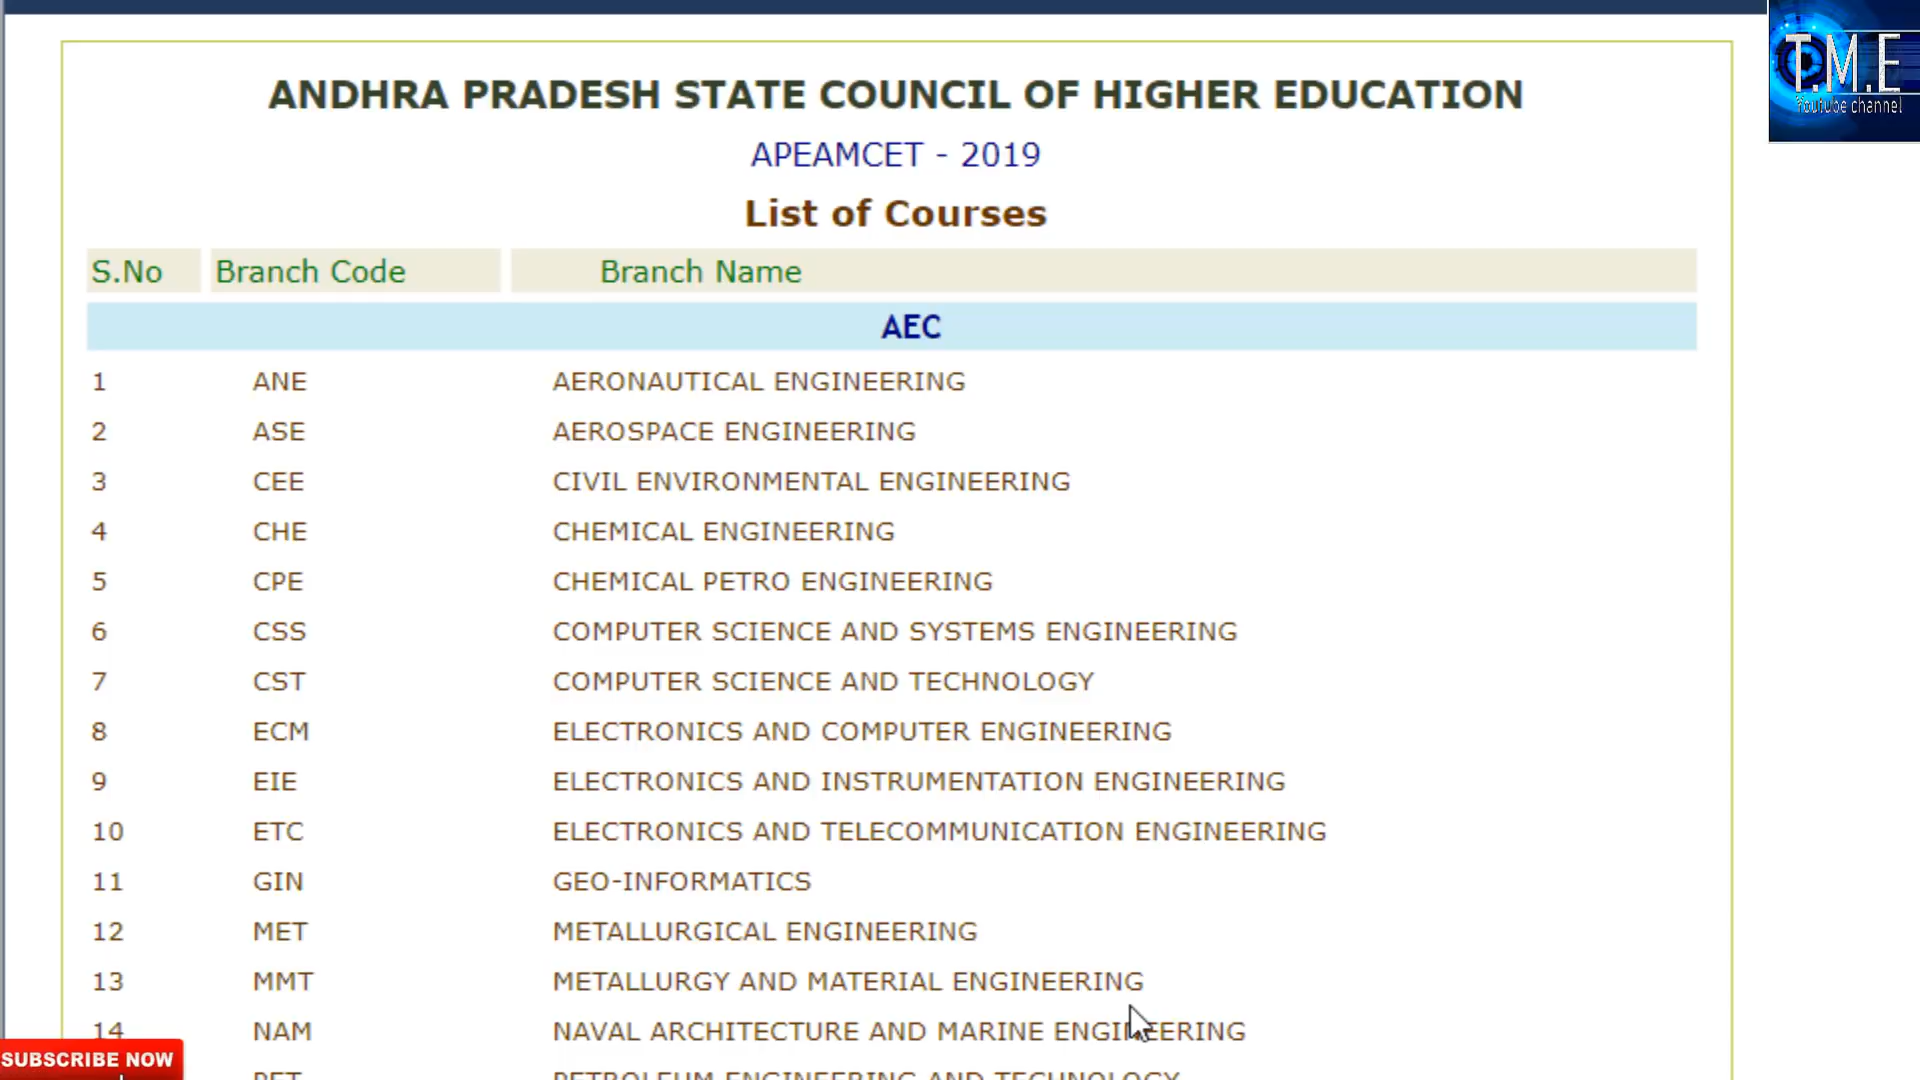 ANDHRA PRADESH STATE COUNCIL OF HIGHER EDUCATION
APEAMCET - 2019
List of Courses
S.No Branch Code Branch Name
AEC
1 ANE AERONAUTICAL ENGINEERING
2 ASE AEROSPACE ENGINEERING
3 CEE CIVIL ENVIRONMENTAL ENGINEERING
4 CHE CHEMICAL ENGINEERING
5 CPE CHEMICAL PETRO ENGINEERING
6 CSS COMPUTER SCIENCE AND SYSTEMS ENGINEERING
7 CST COMPUTER SCIENCE AND TECHNOLOGY
8 ECM ELECTRONICS AND COMPUTER ENGINEERING
9 EIE ELECTRONICS AND INSTRUMENTATION ENGINEERING
10 ETC ELECTRONICS AND TELECOMMUNICATION ENGINEERING
11 GIN GEO-INFORMATICS
12 MET METALLURGICAL ENGINEERING
13 MMT METALLURGY AND MATERIAL ENGINEERING
14 NAM NAVAL ARCHITECTURE AND MARINE ENGINEERING
PET PETROLEUM ENGINEERING AND TECHNOLOGY
T.M.E
Youtube channel
SUBSCRIBE NOW